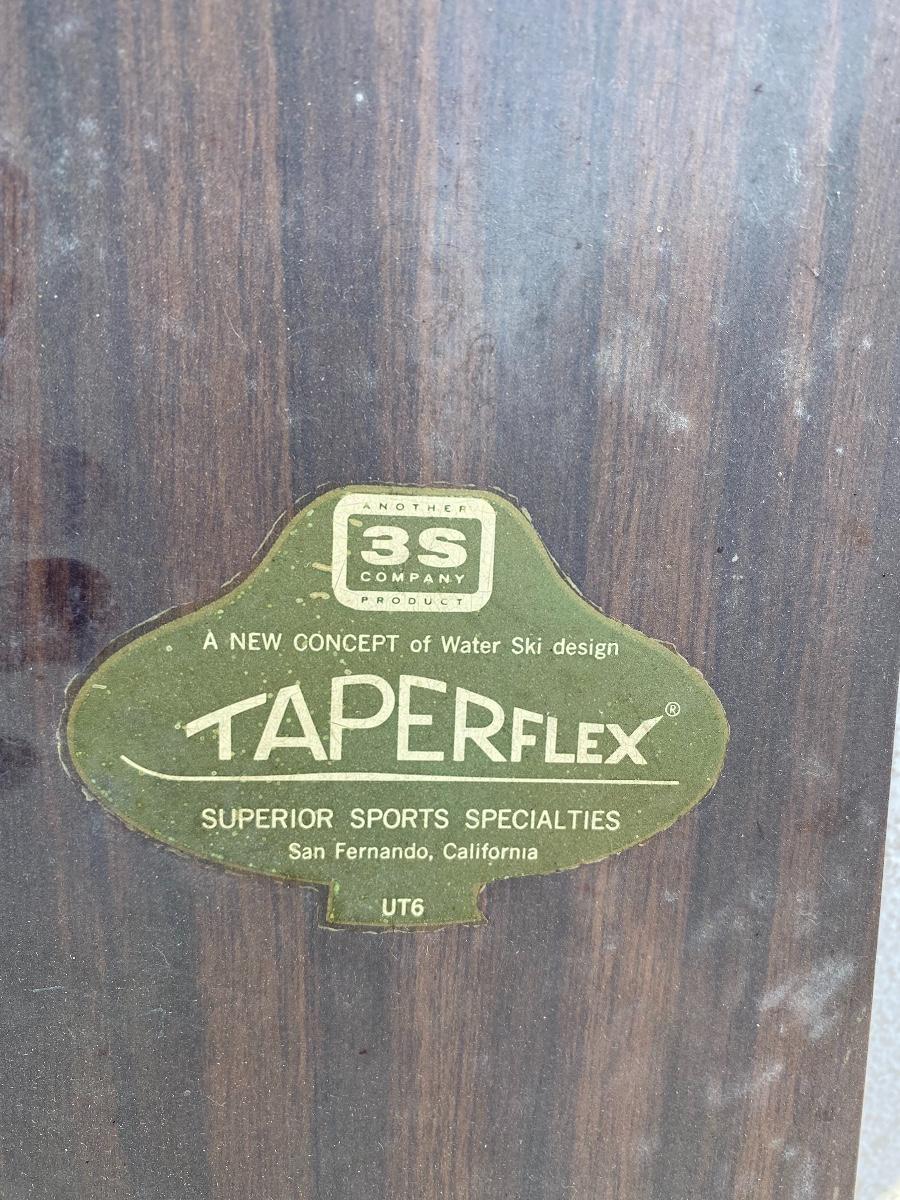 ANOTHER
3S
COMPANY
PRODUCT
A NEW CONCEPT of Water Ski design
TAPERFLEX®
SUPERIOR SPORTS SPECIALTIES
San Fernando, California
UT6